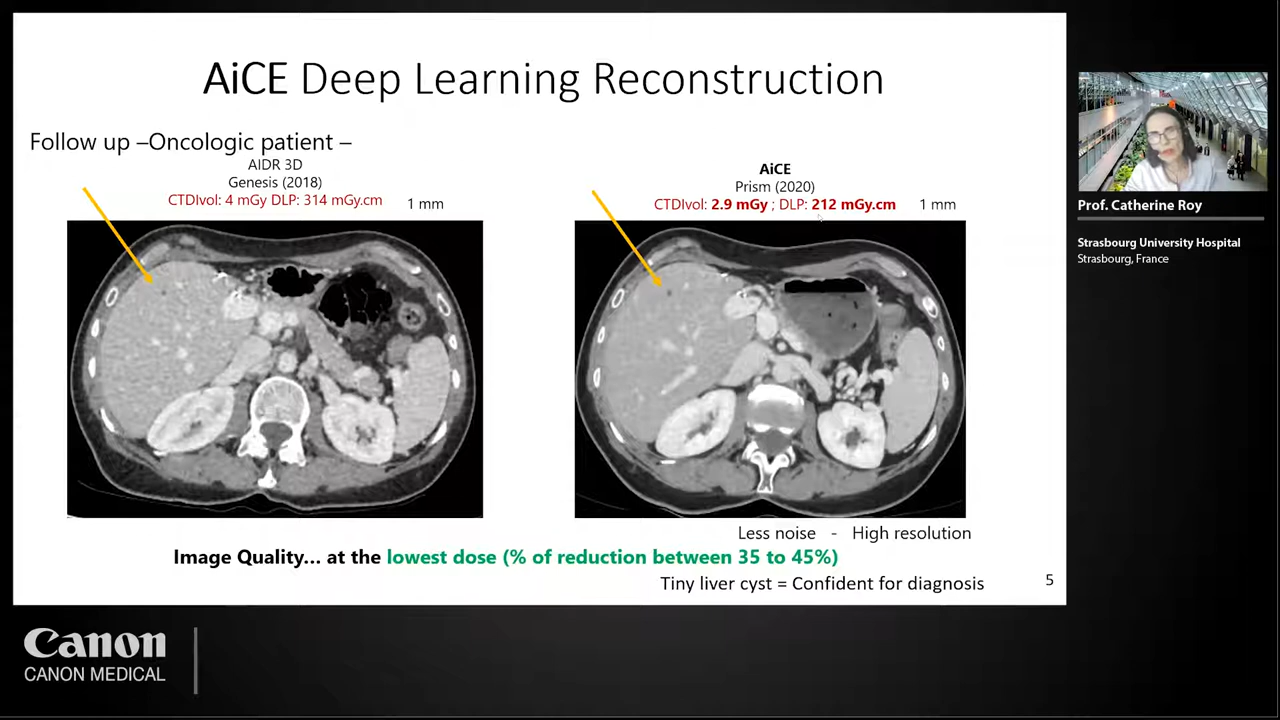 AiCE Deep Learning Reconstruction
Follow up –Oncologic patient –
AIDR 3D
Genesis (2018)
CTDIvol: 4 mGy DLP: 314 mGy.cm
1 mm
AiCE
Prism (2020)
CTDIvol: 2.9 mGy ; DLP: 212 mGy.cm
1 mm
Less noise - High resolution
Image Quality... at the lowest dose (% of reduction between 35 to 45%)
Tiny liver cyst = Confident for diagnosis
5
Prof. Catherine Roy
Strasbourg University Hospital
Strasbourg, France
Canon
CANON MEDICAL